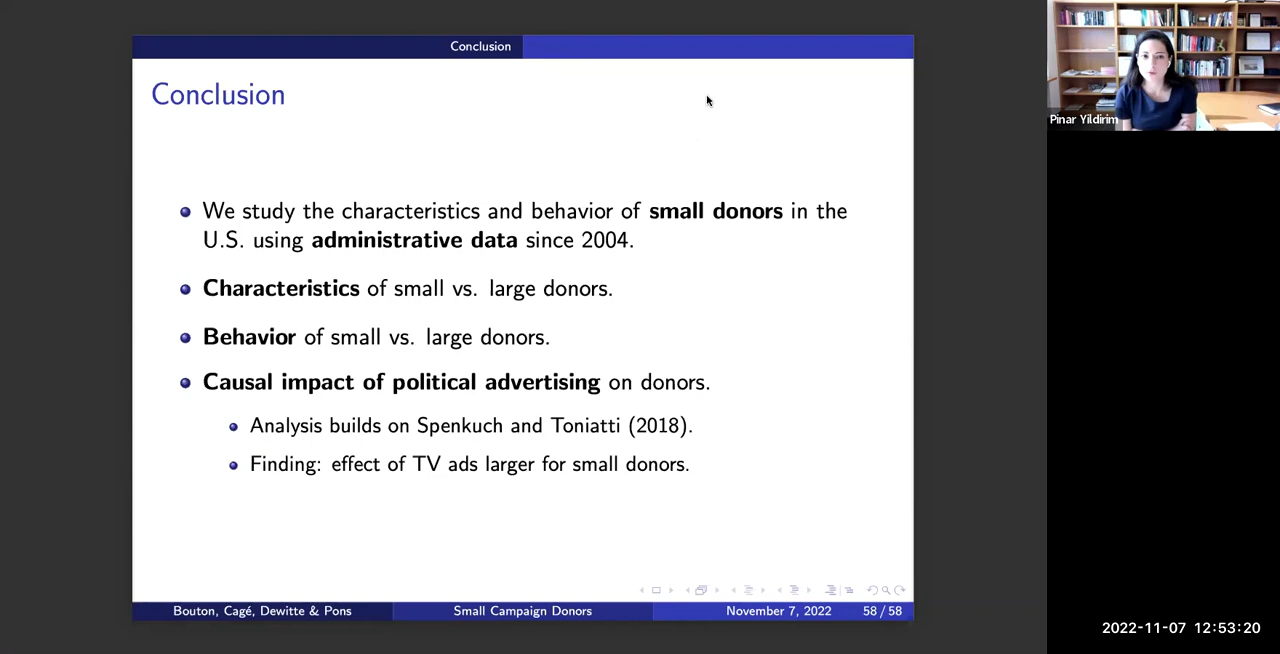 Conclusion
Conclusion
We study the characteristics and behavior of small donors in the
U.S. using administrative data since 2004.
Characteristics of small vs. large donors.
Behavior of small vs. large donors.
Causal impact of political advertising on donors.
Analysis builds on Spenkuch and Toniatti (2018).
Finding: effect of TV ads larger for small donors.
Bouton, Cagé, Dewitte & Pons
Small Campaign Donors
November 7, 2022
58 / 58
Pinar Yildirim
2022-11-07 12:53:20